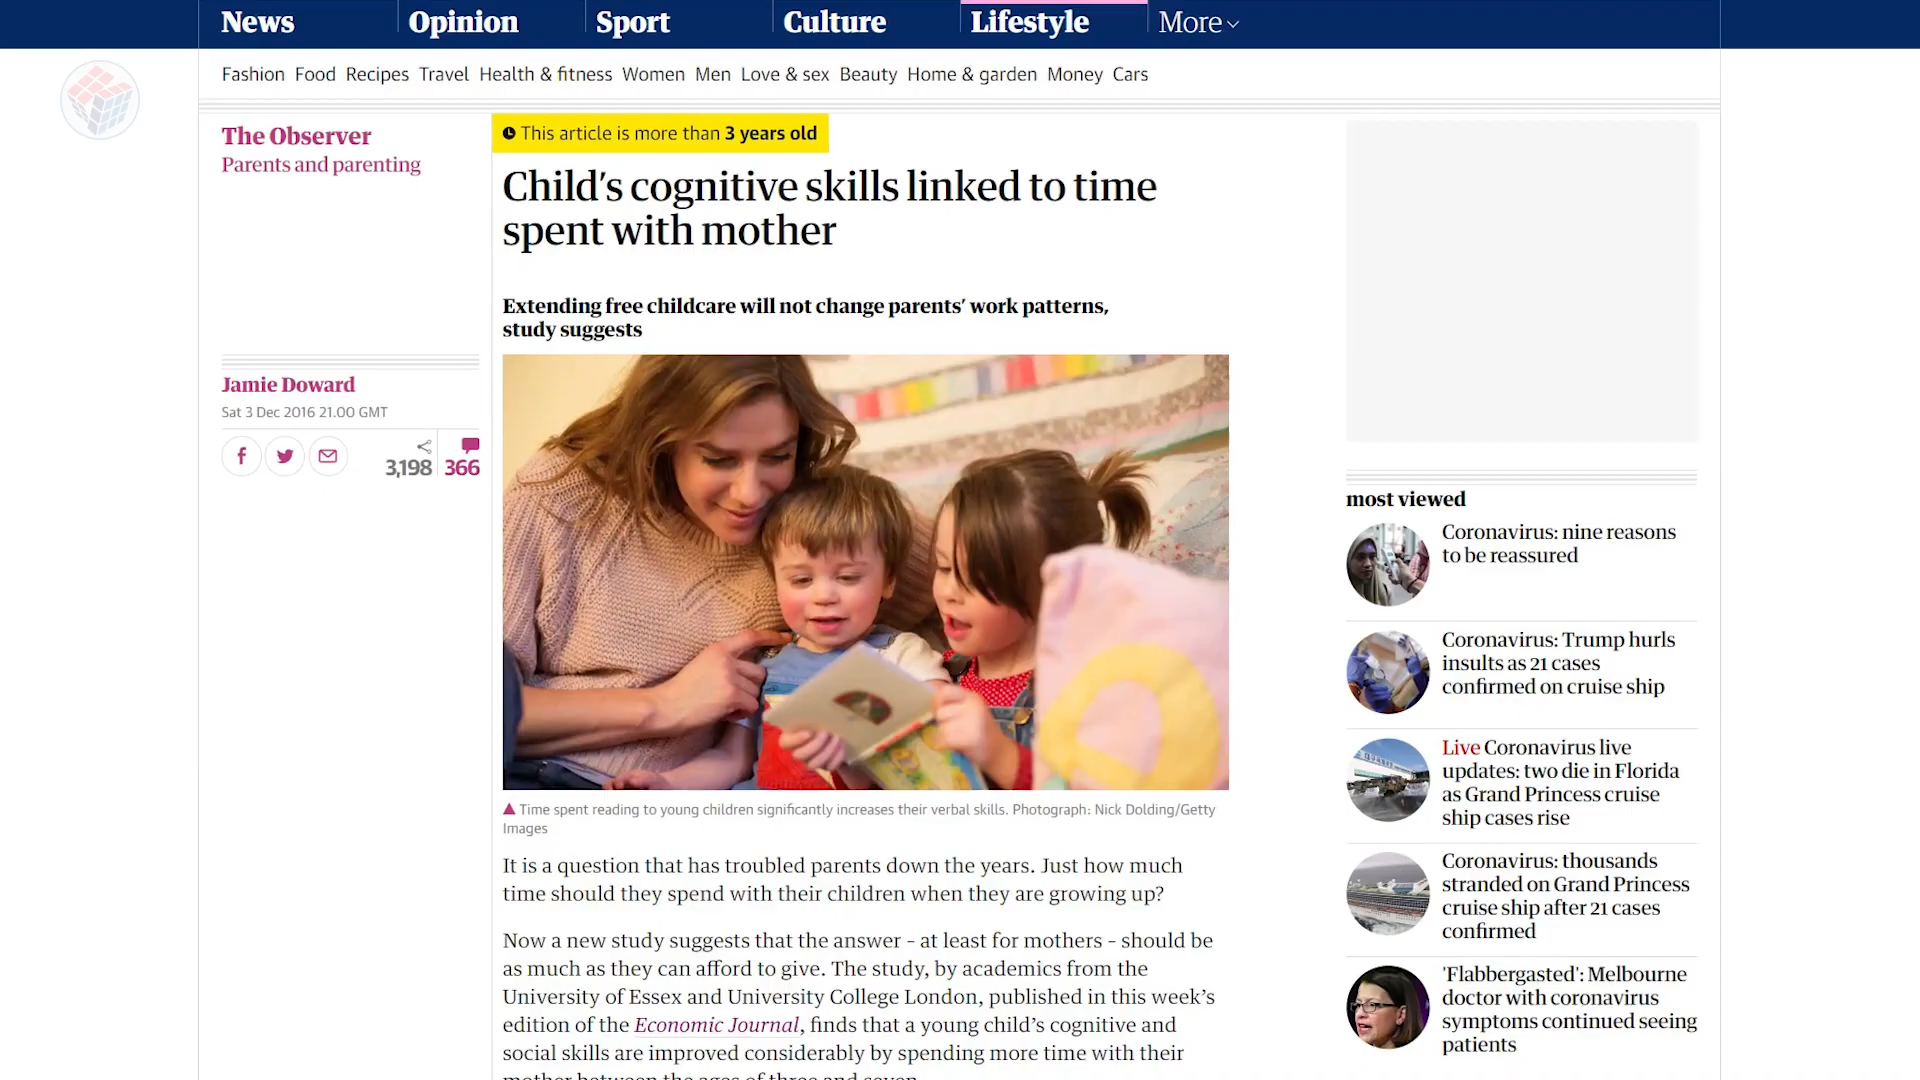 News
Opinion
Sport
Culture
Lifestyle
More
Fashion Food Recipes Travel Health & fitness Women Men Love & sex Beauty Home & garden Money Cars
The Observer
Parents and parenting
This article is more than 3 years old
Child’s cognitive skills linked to time
spent with mother
Extending free childcare will not change parents’ work patterns,
study suggests
Jamie Doward
Sat 3 Dec 2016 21.00 GMT
3,198
366
Time spent reading to young children significantly increases their verbal skills. Photograph: Nick Dolding/Getty
Images
It is a question that has troubled parents down the years. Just how much
time should they spend with their children when they are growing up?
Now a new study suggests that the answer – at least for mothers – should be
as much as they can afford to give. The study, by academics from the
University of Essex and University College London, published in this week’s
edition of the Economic Journal, finds that a young child’s cognitive and
social skills are improved considerably by spending more time with their
mother between the ages of three and seven.
most viewed
Coronavirus: nine reasons
to be reassured
Coronavirus: Trump hurls
insults as 21 cases
confirmed on cruise ship
Live Coronavirus live
updates: two die in Florida
as Grand Princess cruise
ship cases rise
Coronavirus: thousands
stranded on Grand Princess
cruise ship after 21 cases
confirmed
'Flabbergasted': Melbourne
doctor with coronavirus
symptoms continued seeing
patients